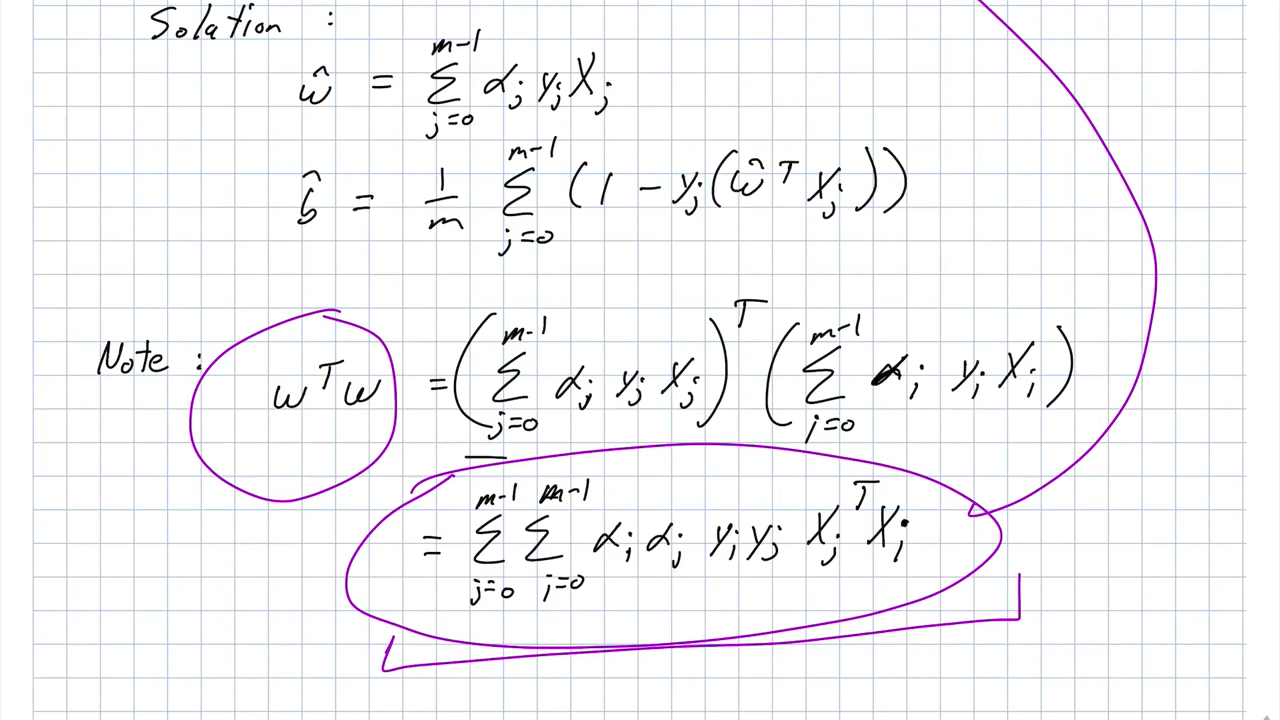 Solution :
ŵ = Σ_{j=0}^{m-1} α_j y_j X_j
b̂ = 1/m Σ_{j=0}^{m-1} (1 - y_j(ŵ^T X_j))
Note : w^T w = (Σ_{j=0}^{m-1} α_j y_j X_j)^T (Σ_{i=0}^{m-1} α_i y_i X_i)
= Σ_{j=0}^{m-1} Σ_{i=0}^{m-1} α_i α_j y_i y_j X_j^T X_i